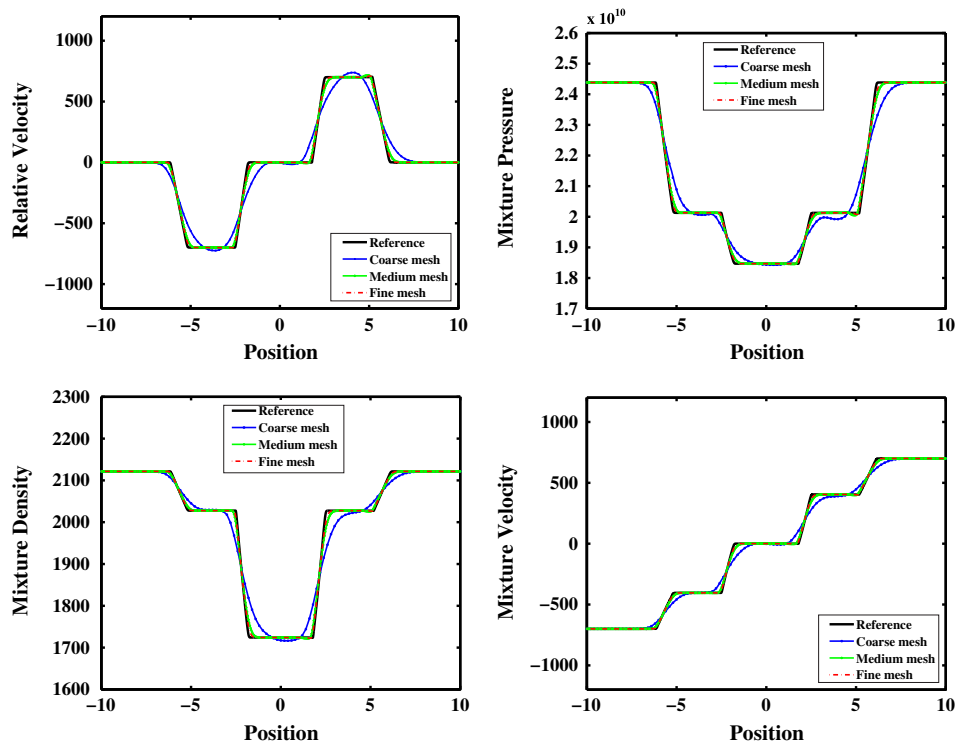 1000
500
0
−500
−1000
Relative Velocity
Reference
Coarse mesh
Medium mesh
Fine mesh
−10
−5
0
5
10
Position
x 10^10
2.6
2.5
2.4
2.3
2.2
2.1
2
1.9
1.8
1.7
Mixture Pressure
Reference
Coarse mesh
Medium mesh
Fine mesh
−10
−5
0
5
10
Position
2300
2200
2100
2000
1900
1800
1700
1600
Mixture Density
Reference
Coarse mesh
Medium mesh
Fine mesh
−10
−5
0
5
10
Position
1000
500
0
−500
−1000
Mixture Velocity
Reference
Coarse mesh
Medium mesh
Fine mesh
−10
−5
0
5
10
Position